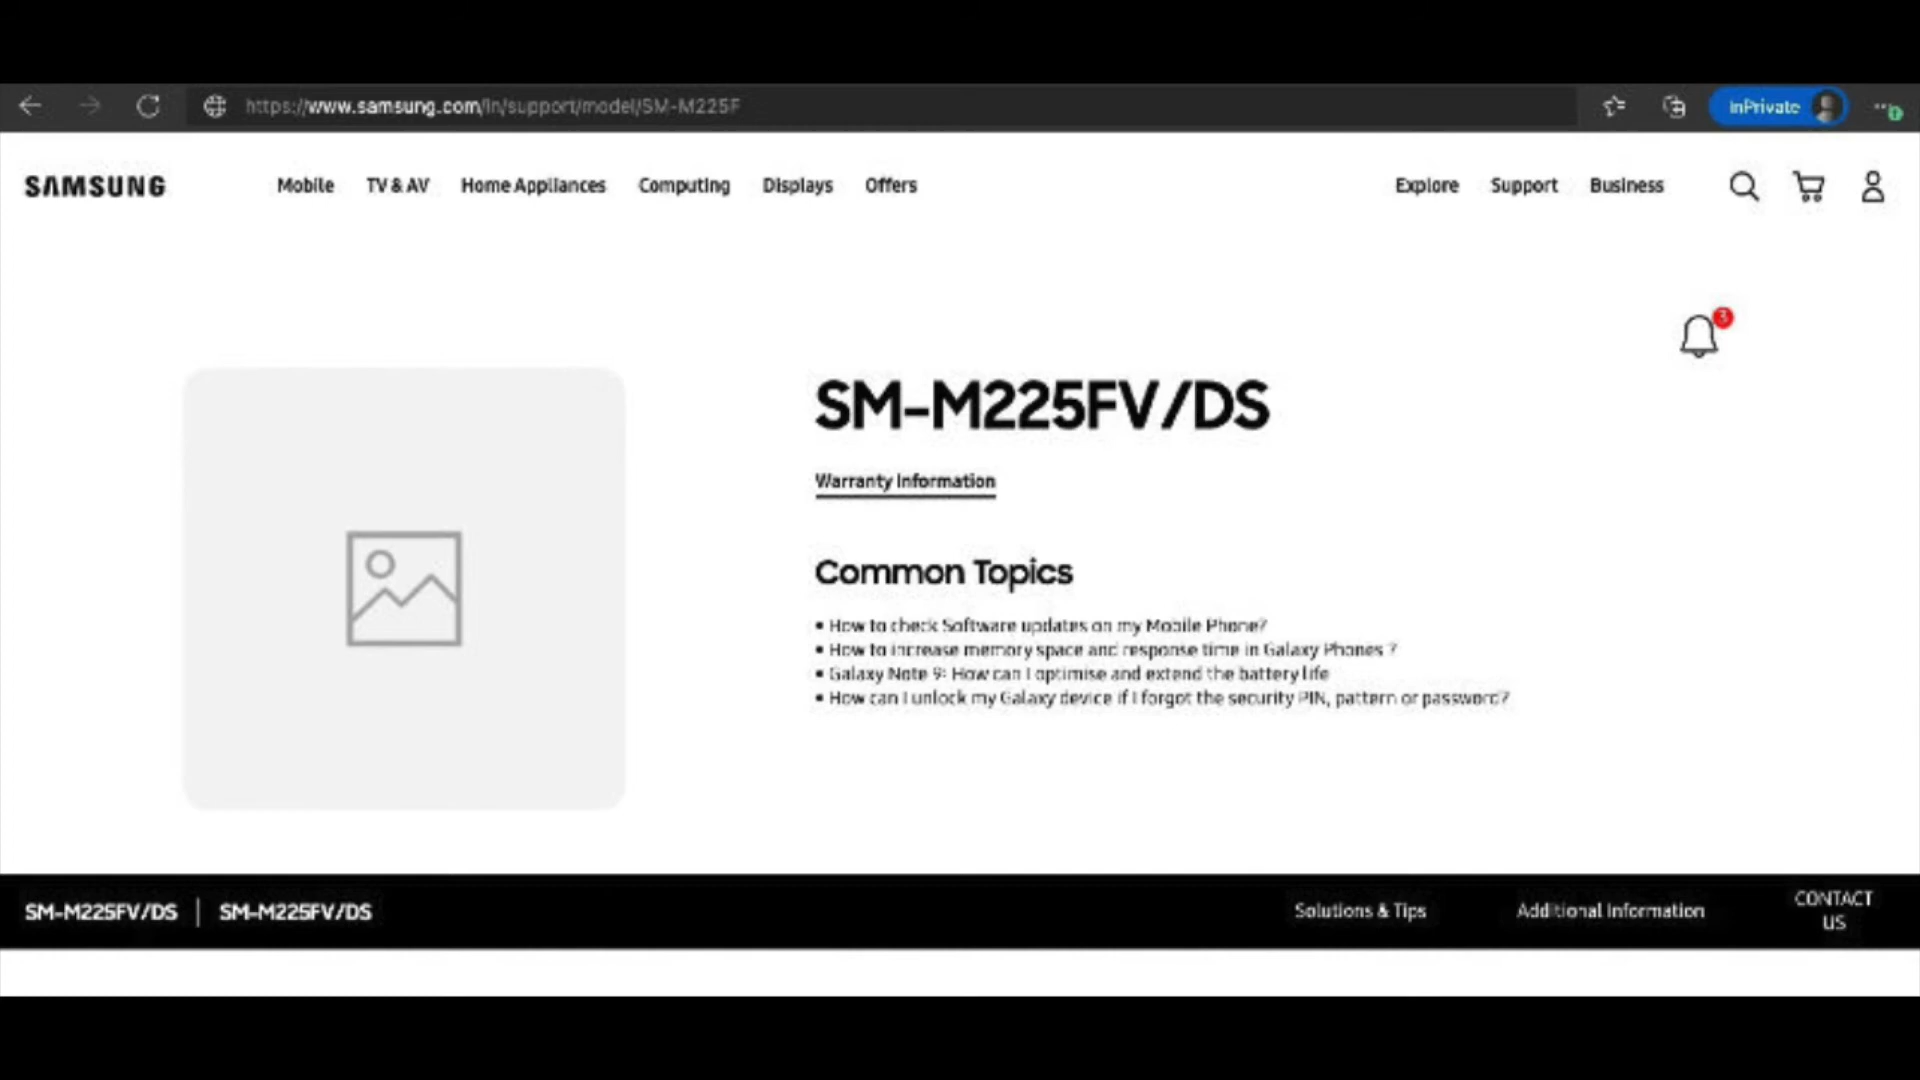 https://www.samsung.com/in/support/model/SM-M225F
InPrivate
SAMSUNG
Mobile TV & AV Home Appliances Computing Displays Offers
Explore Support Business
3
SM-M225FV/DS
Warranty Information
Common Topics
• How to check Software updates on my Mobile Phone?
• How to increase memory space and response time in Galaxy Phones ?
• Galaxy Note 9: How can I optimise and extend the battery life
• How can I unlock my Galaxy device if I forgot the security PIN, pattern or password?
SM-M225FV/DS | SM-M225FV/DS
Solutions & Tips
Additional Information
CONTACT
US